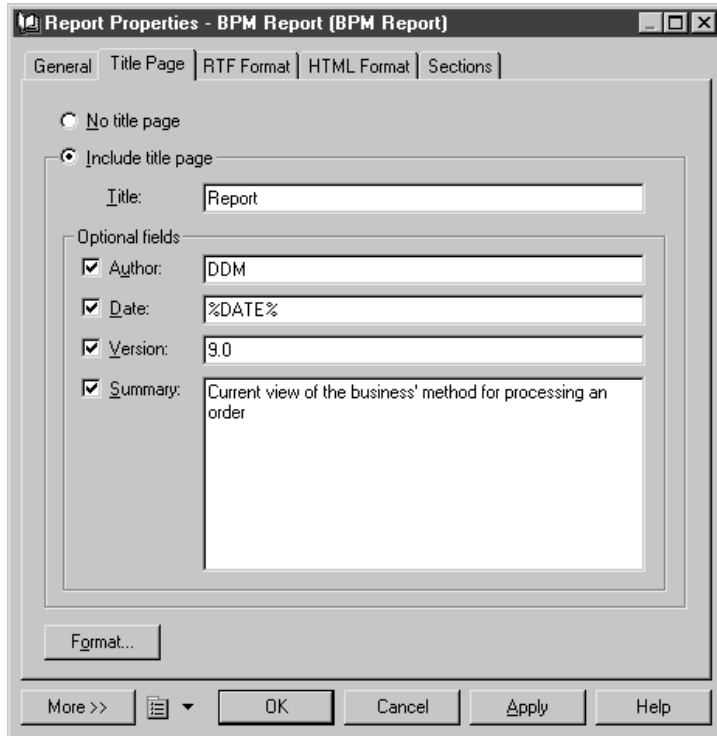 Report Properties - BPM Report (BPM Report)
General Title Page RTF Format HTML Format Sections
No title page
Include title page
Title: Report
Optional fields
Author: DDM
Date: %DATE%
Version: 9.0
Summary: Current view of the business' method for processing an
order
Format...
More >> OK Cancel Apply Help